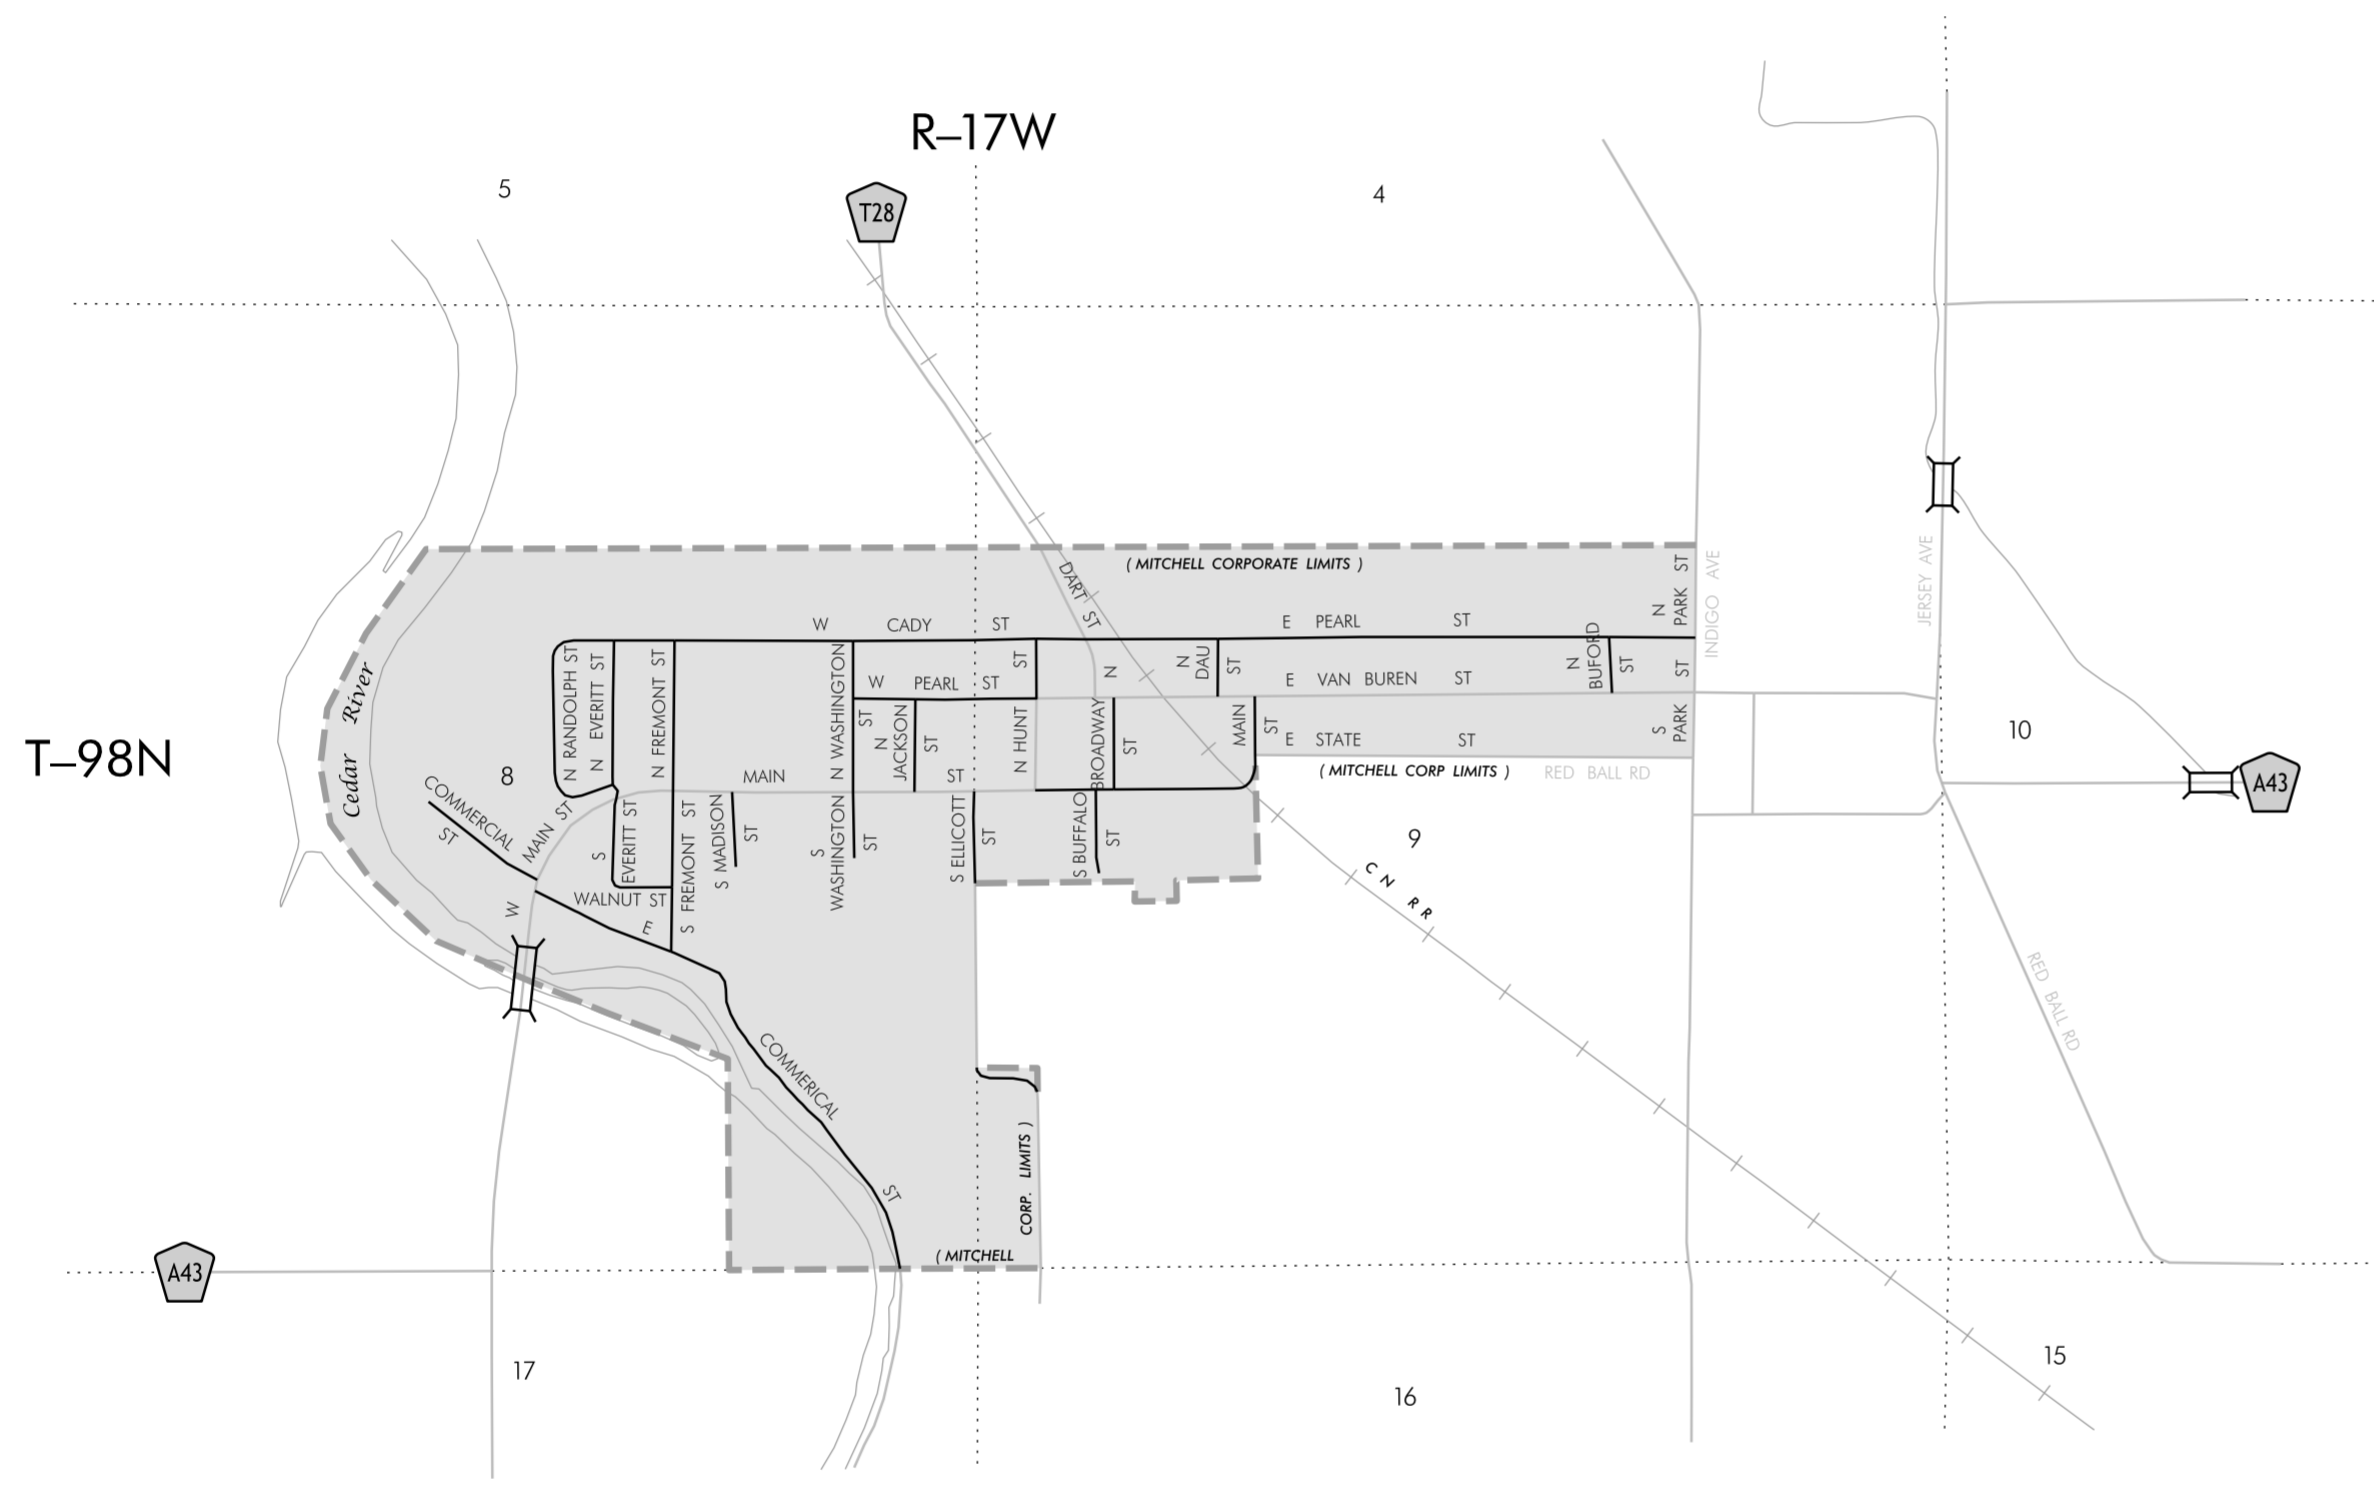 R–17W
5
T28
4
( MITCHELL CORPORATE LIMITS )
DART ST
W CADY ST
E PEARL ST
N PARK ST
INDIGO AVE
JERSEY AVE
N RANDOLPH ST
N EVERITT ST
N FREMONT ST
N WASHINGTON ST
W PEARL ST
N HUNT ST
N BROADWAY ST
N DAU ST
E VAN BUREN ST
N BUFORD ST
S PARK ST
Cedar River
T–98N
8
N JACKSON ST
MAIN ST
E STATE ST
( MITCHELL CORP LIMITS )
RED BALL RD
10
A43
MAIN ST
COMMERCIAL ST
W MAIN ST
S EVERITT ST
S FREMONT ST
S MADISON ST
S WASHINGTON ST
S ELLICOTT ST
S BUFFALO ST
9
C N R R
E WALNUT ST
RED BALL RD
COMMERICAL ST
CORP. LIMITS )
( MITCHELL
A43
17
16
15